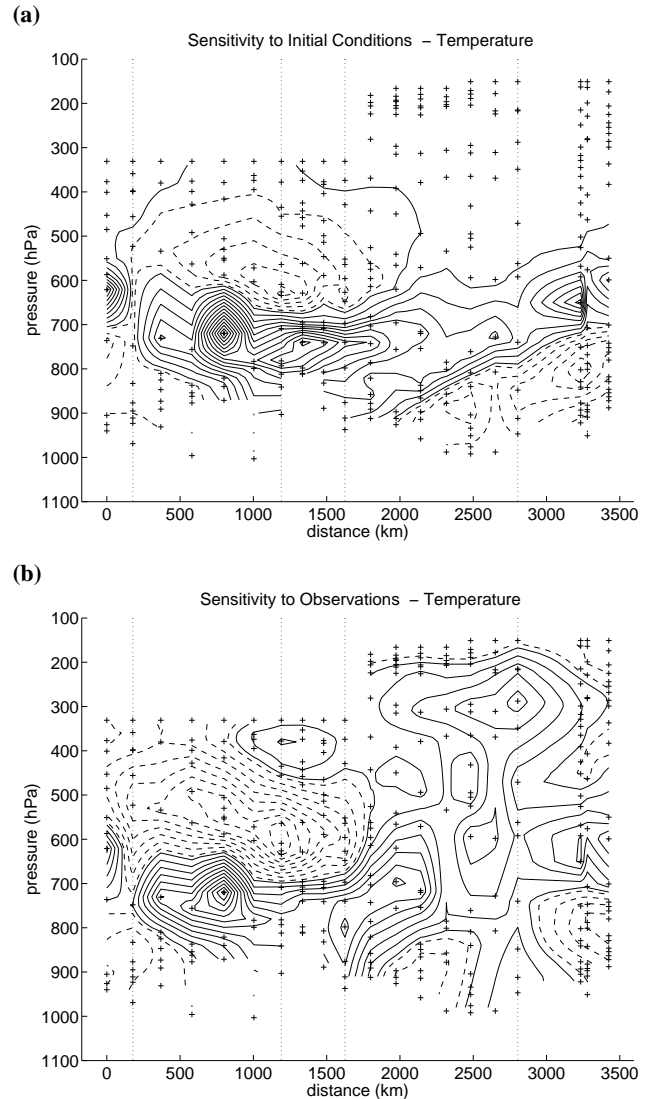 (a)
Sensitivity to Initial Conditions – Temperature
100
200
300
400
500
600
700
800
900
1000
1100
pressure (hPa)
0 500 1000 1500 2000 2500 3000 3500
distance (km)
(b)
Sensitivity to Observations – Temperature
100
200
300
400
500
600
700
800
900
1000
1100
pressure (hPa)
0 500 1000 1500 2000 2500 3000 3500
distance (km)